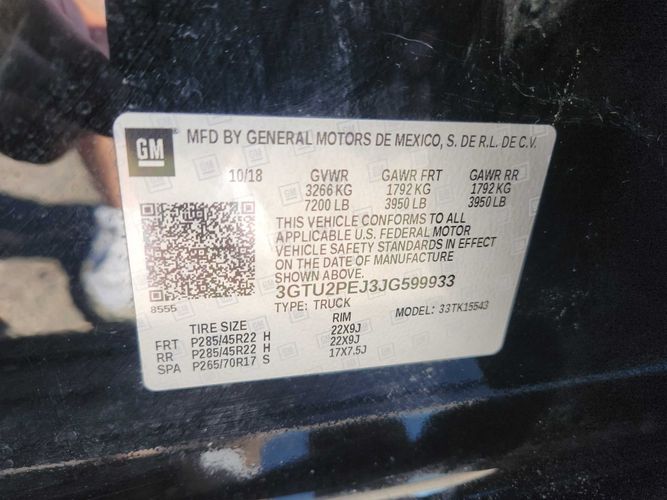 GM MFD BY GENERAL MOTORS DE MEXICO, S. DE R.L. DE C.V.
10/18 GVWR GAWR FRT GAWR RR
3266 KG 1792 KG 1792 KG
7200 LB 3950 LB 3950 LB
THIS VEHICLE CONFORMS TO ALL
APPLICABLE U.S. FEDERAL MOTOR
VEHICLE SAFETY STANDARDS IN EFFECT
ON THE DATE OF MANUFACTURE
SHOWN ABOVE.
8555
3GTU2PEJ3JG599933
TYPE: TRUCK MODEL: 33TK15543
TIRE SIZE RIM
FRT P285/45R22 H 22X9J
RR P285/45R22 H 22X9J
SPA P265/70R17 S 17X7.5J